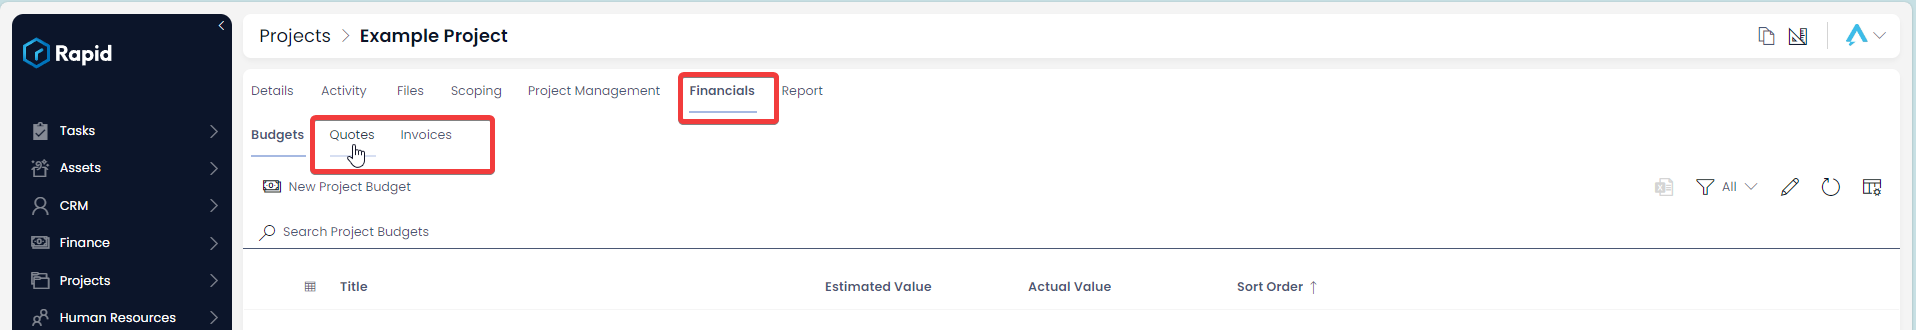 Rapid
Projects > Example Project
Details Activity Files Scoping Project Management Financials Report
Budgets Quotes Invoices
New Project Budget
All
Search Project Budgets
Title Estimated Value Actual Value Sort Order ↑
Tasks
Assets
CRM
Finance
Projects
Human Resources